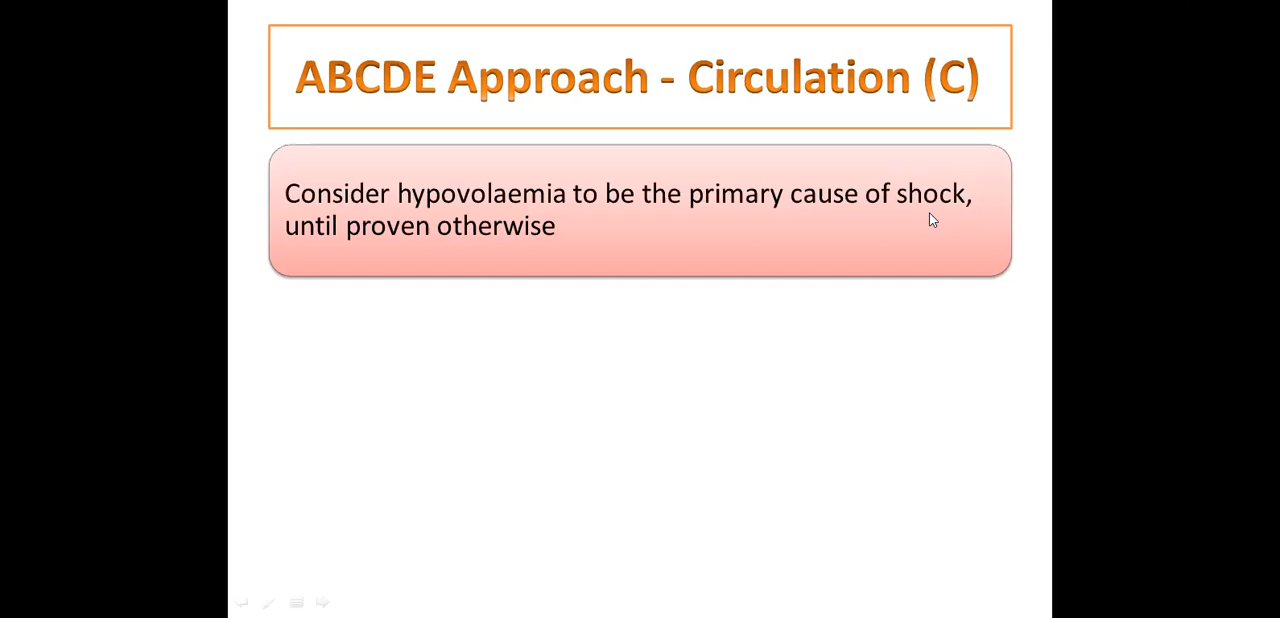 ABCDE Approach - Circulation (C)
Consider hypovolaemia to be the primary cause of shock,
until proven otherwise